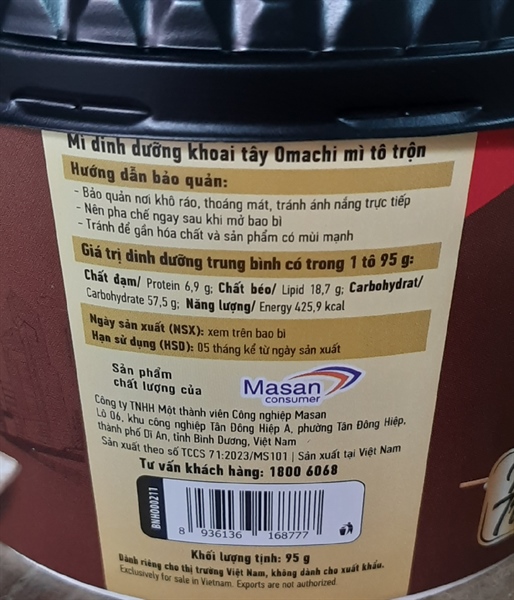 Mì dinh dưỡng khoai tây Omachi mì tô trộn
Hướng dẫn bảo quản:
- Bảo quản nơi khô ráo, thoáng mát, tránh ánh nắng trực tiếp
- Nên pha chế ngay sau khi mở bao bì
- Tránh để gần hóa chất và sản phẩm có mùi mạnh
Giá trị dinh dưỡng trung bình có trong 1 tô 95 g:
Chất đạm/ Protein 6,9 g; Chất béo/ Lipid 18,7 g; Carbohydrat/
Carbohydrate 57,5 g; Năng lượng/ Energy 425,9 kcal
Ngày sản xuất (NSX): xem trên bao bì
Hạn sử dụng (HSD): 05 tháng kể từ ngày sản xuất
Sản phẩm
chất lượng của
Masan
consumer
Công ty TNHH Một thành viên Công nghiệp Masan
Lô 06, khu công nghiệp Tân Đông Hiệp A, phường Tân Đông Hiệp,
thành phố Dĩ An, tỉnh Bình Dương, Việt Nam
Sản xuất theo số TCCS 71:2023/MS101 | Sản xuất tại Việt Nam
Tư vấn khách hàng: 1800 6068
BNH000211
8 936136 168777
Khối lượng tịnh: 95 g
Dành riêng cho thị trường Việt Nam, không dành cho xuất khẩu.
Exclusively for sale in Vietnam. Exports are not authorized.